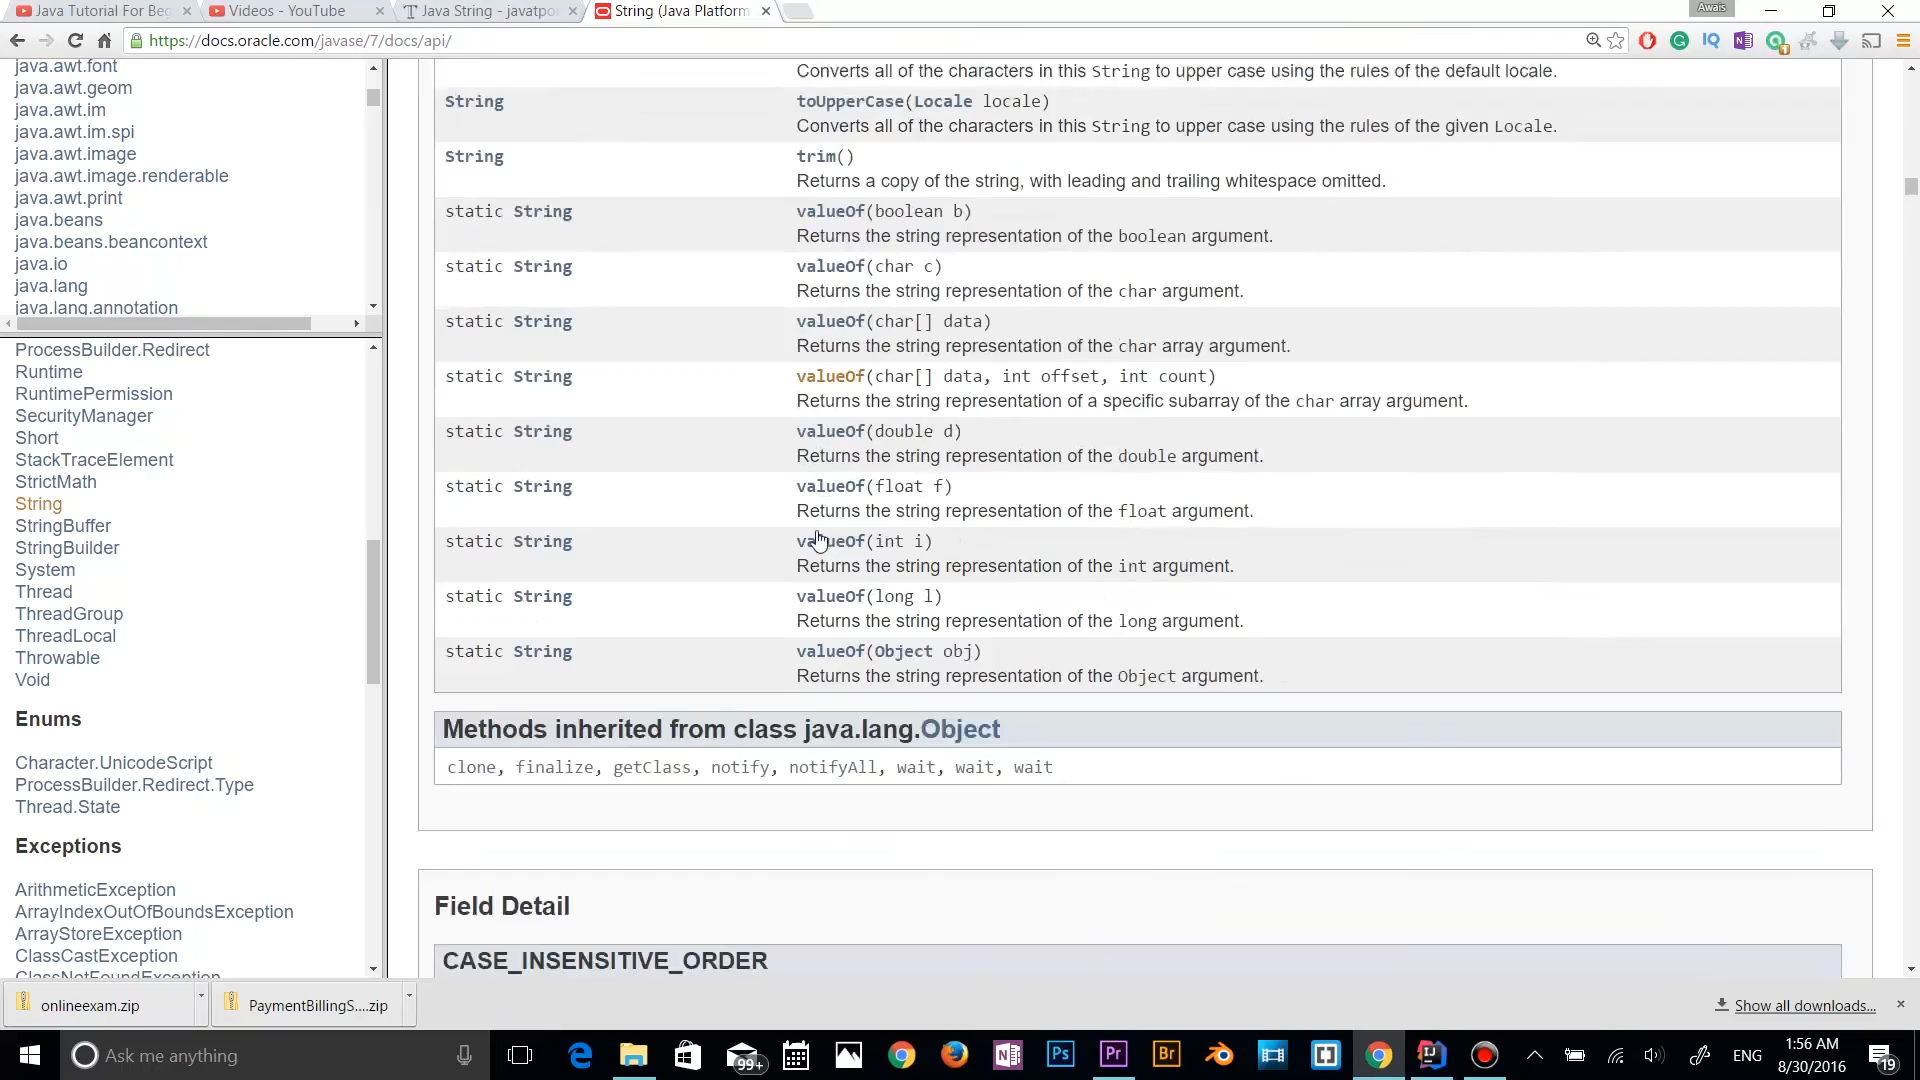 Java Tutorial For Be
Videos - YouTube
Java String - javatpo
String (Java Platform
Awais
https://docs.oracle.com/javase/7/docs/api/
java.awt.font
java.awt.geom
java.awt.im
java.awt.im.spi
java.awt.image
java.awt.image.renderable
java.awt.print
java.beans
java.beans.beancontext
java.io
java.lang
java.lang.annotation
ProcessBuilder.Redirect
Runtime
RuntimePermission
SecurityManager
Short
StackTraceElement
StrictMath
String
StringBuffer
StringBuilder
System
Thread
ThreadGroup
ThreadLocal
Throwable
Void
Enums
Character.UnicodeScript
ProcessBuilder.Redirect.Type
Thread.State
Exceptions
ArithmeticException
ArrayIndexOutOfBoundsException
ArrayStoreException
ClassCastException
ClassNotFoundException
Converts all of the characters in this String to upper case using the rules of the default locale.
String toUpperCase(Locale locale)
Converts all of the characters in this String to upper case using the rules of the given Locale.
String trim()
Returns a copy of the string, with leading and trailing whitespace omitted.
static String valueOf(boolean b)
Returns the string representation of the boolean argument.
static String valueOf(char c)
Returns the string representation of the char argument.
static String valueOf(char[] data)
Returns the string representation of the char array argument.
static String valueOf(char[] data, int offset, int count)
Returns the string representation of a specific subarray of the char array argument.
static String valueOf(double d)
Returns the string representation of the double argument.
static String valueOf(float f)
Returns the string representation of the float argument.
static String valueOf(int i)
Returns the string representation of the int argument.
static String valueOf(long l)
Returns the string representation of the long argument.
static String valueOf(Object obj)
Returns the string representation of the Object argument.
Methods inherited from class java.lang.Object
clone, finalize, getClass, notify, notifyAll, wait, wait, wait
Field Detail
CASE_INSENSITIVE_ORDER
onlineexam.zip
PaymentBillingS....zip
Show all downloads...
Ask me anything
99+
Ps
Pr
Br
IJ
ENG
1:56 AM
8/30/2016
19